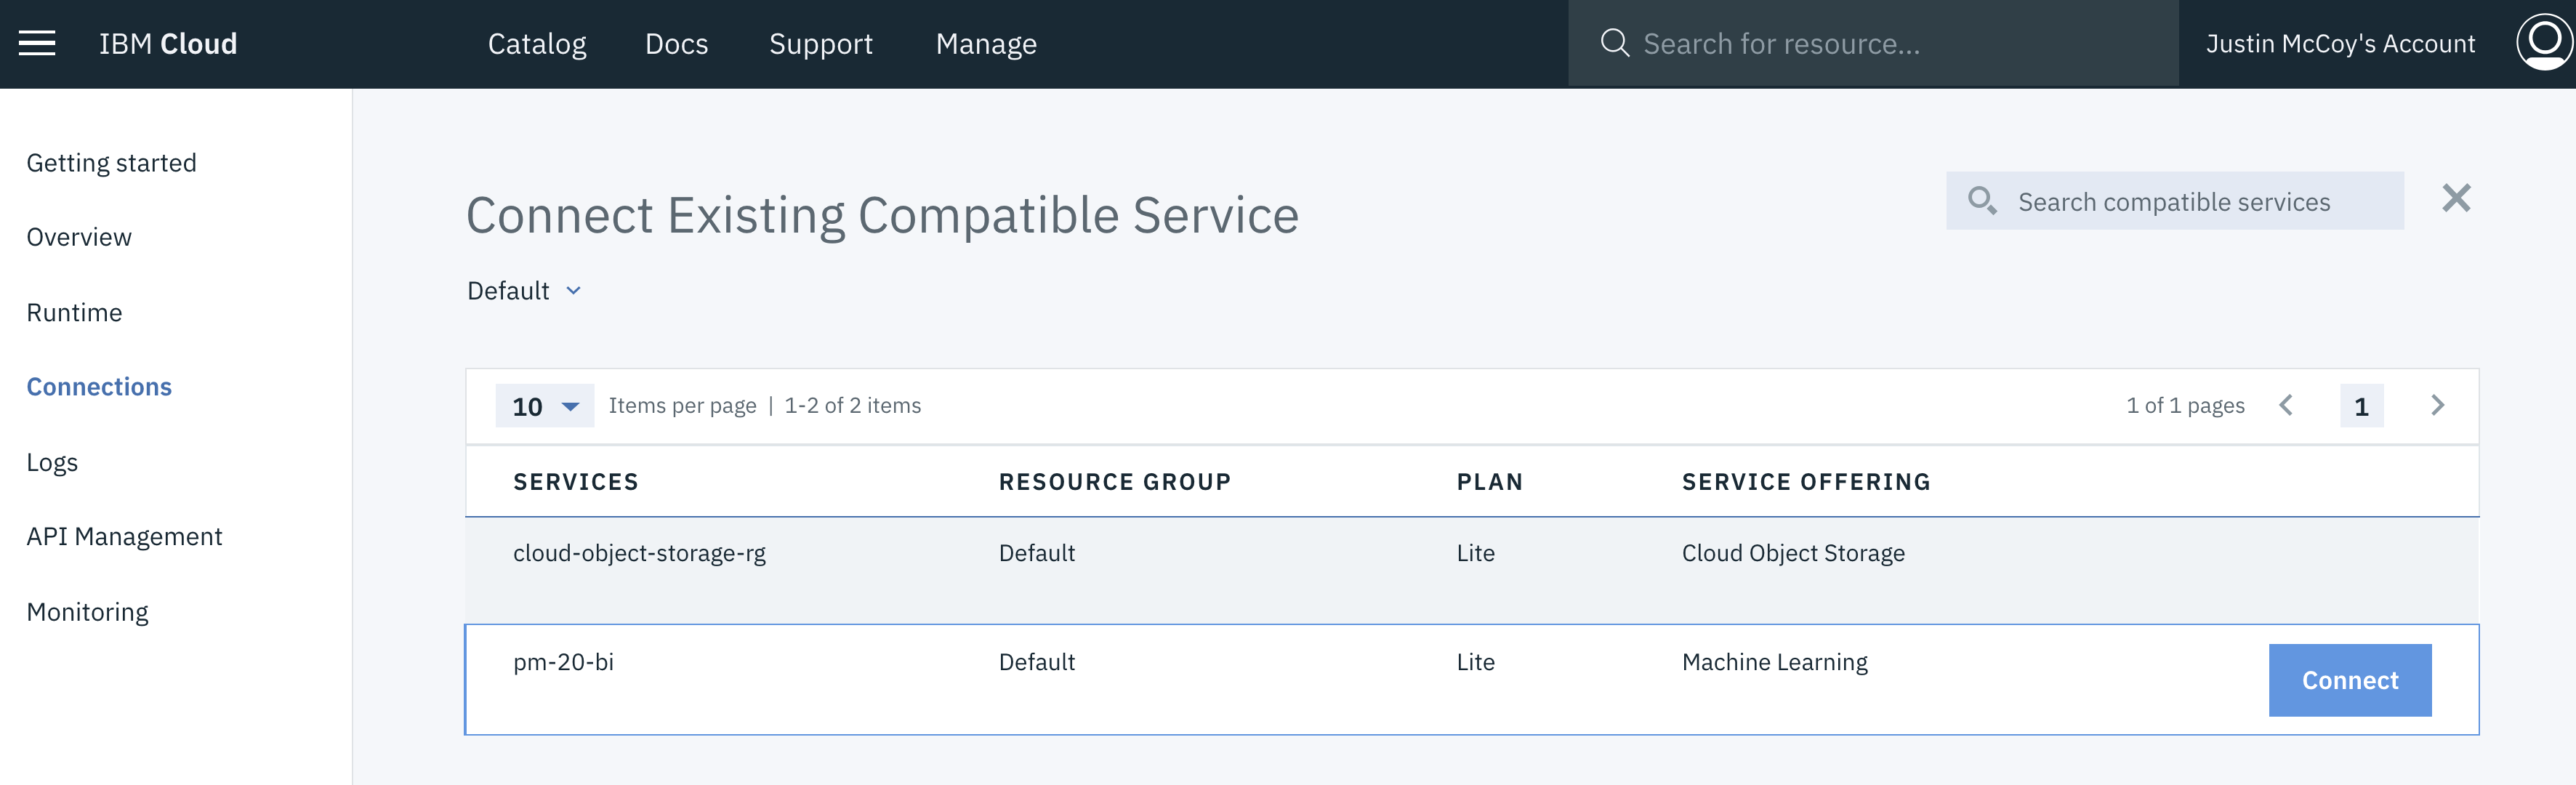 IBM Cloud Catalog Docs Support Manage Search for resource... Justin McCoy's Account
Getting started
Overview
Runtime
Connections
Logs
API Management
Monitoring
Connect Existing Compatible Service
Search compatible services
Default
10 Items per page | 1-2 of 2 items 1 of 1 pages 1
SERVICES RESOURCE GROUP PLAN SERVICE OFFERING
cloud-object-storage-rg Default Lite Cloud Object Storage
pm-20-bi Default Lite Machine Learning Connect